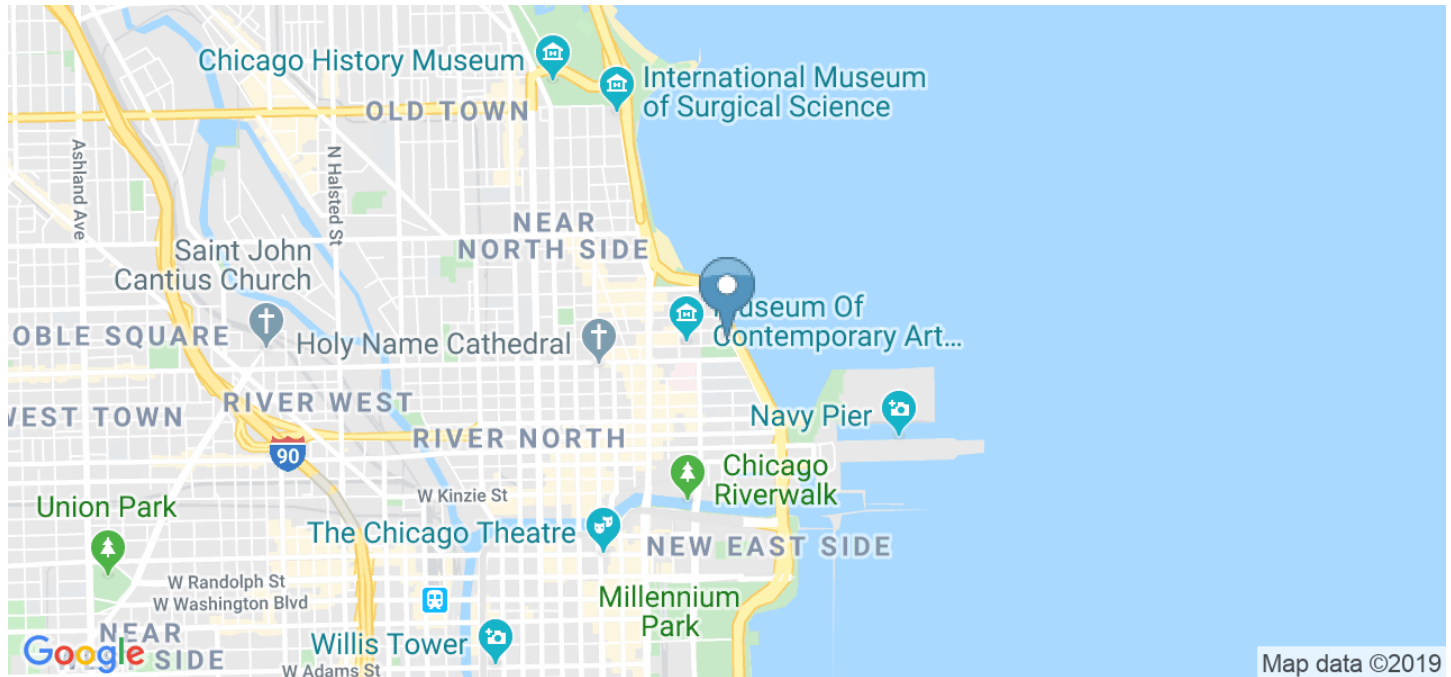 Chicago History Museum
International Museum
of Surgical Science
OLD TOWN
Ashland Ave
N Halsted St
NEAR
NORTH SIDE
Saint John
Cantius Church
Museum Of
Contemporary Art...
OBLE SQUARE
Holy Name Cathedral
RIVER WEST
WEST TOWN
Navy Pier
RIVER NORTH
90
Chicago
Riverwalk
W Kinzie St
Union Park
The Chicago Theatre
NEW EAST SIDE
W Randolph St
W Washington Blvd
Millennium
Park
NEAR
SIDE
Willis Tower
W Adams St
Google
Map data ©2019